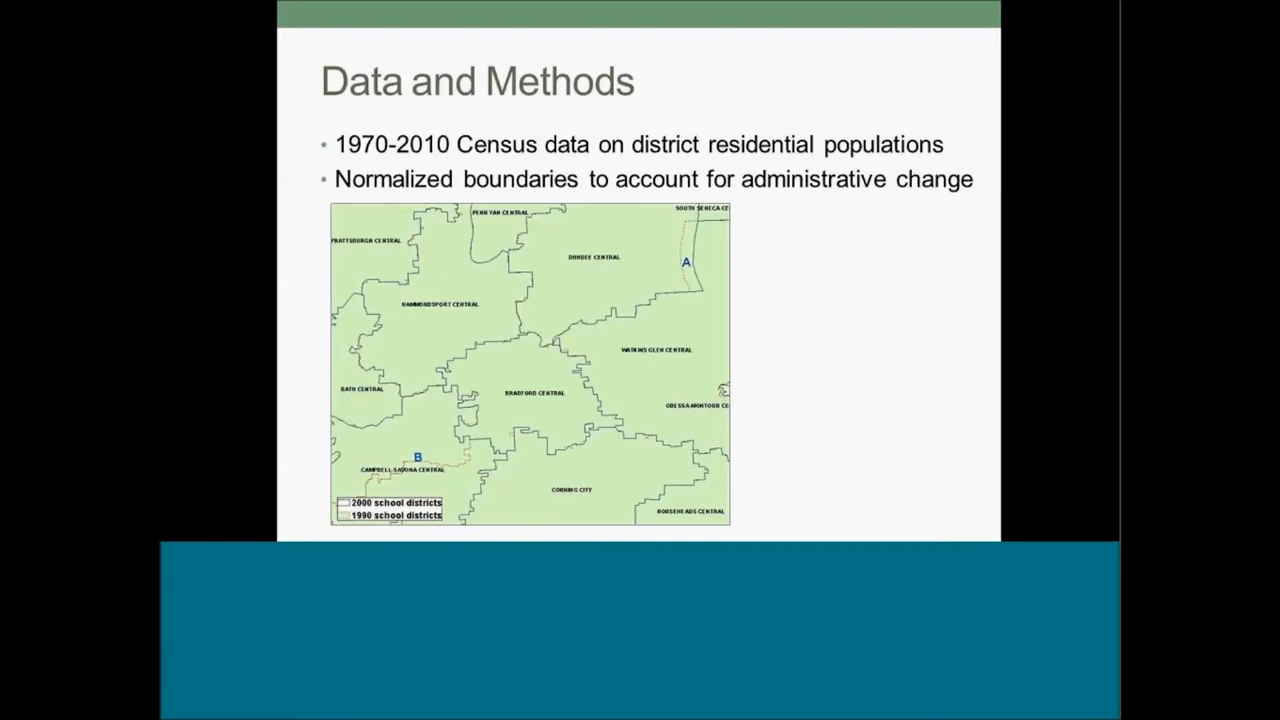 Data and Methods
• 1970-2010 Census data on district residential populations
• Normalized boundaries to account for administrative change
SOUTH SENECA CE
PENN YAN CENTRAL
PRATTSBURGH CENTRAL
DUNDEE CENTRAL
A
HAMMONDSPORT CENTRAL
WATKINS GLEN CENTRAL
BATH CENTRAL
BRADFORD CENTRAL
ODESSA-MONTOUR CE
B
CAMPBELL-SAVONA CENTRAL
CORNING CITY
2000 school districts
HORSEHEADS CENTRAL
1990 school districts